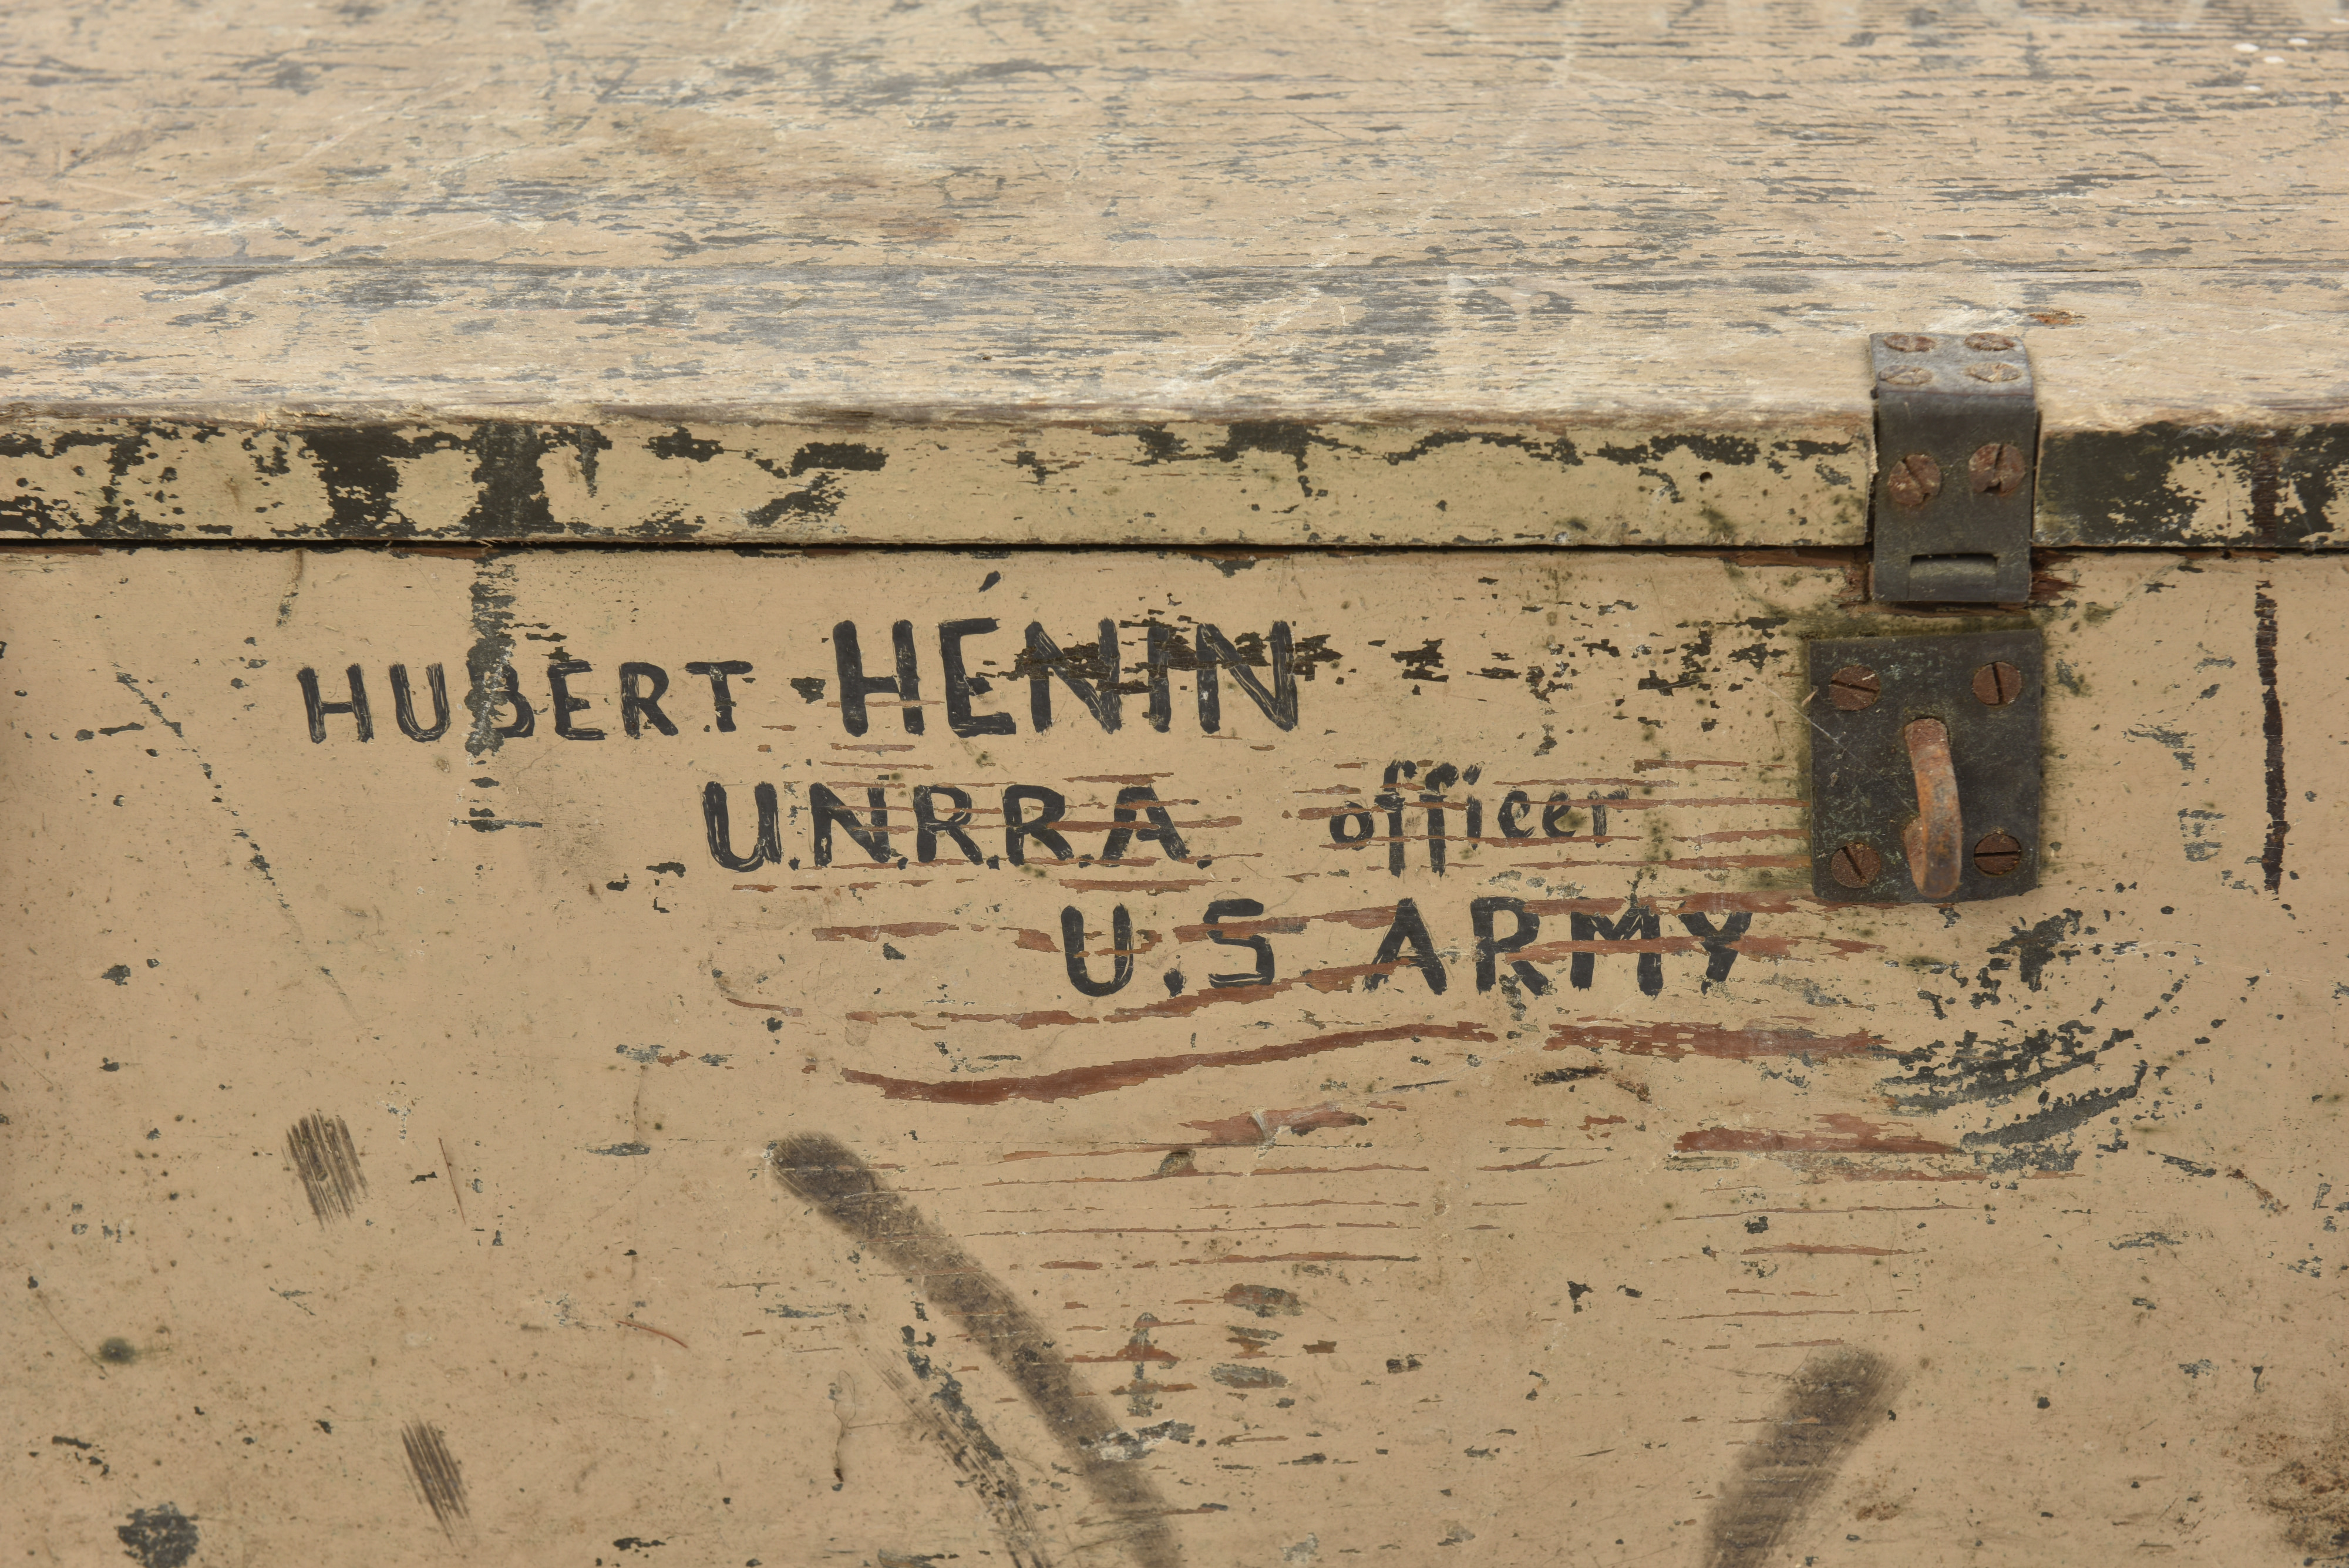 HUBERT HÉNIN
U.N.R.R.A. officer
U.S ARMY